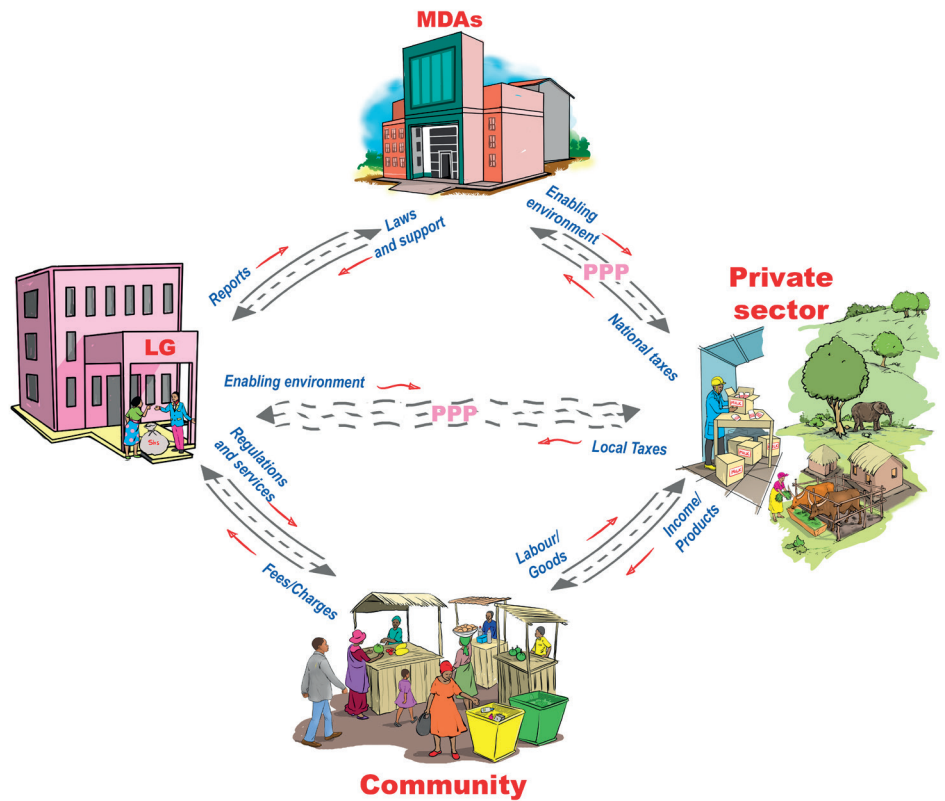 MDAs
Enabling
environment
Laws
and support
Reports
PPP
National taxes
Private
sector
LG
Enabling environment
PPP
Local Taxes
Regulations
and services
Fees/Charges
Labour/
Goods
Income/
Products
Community